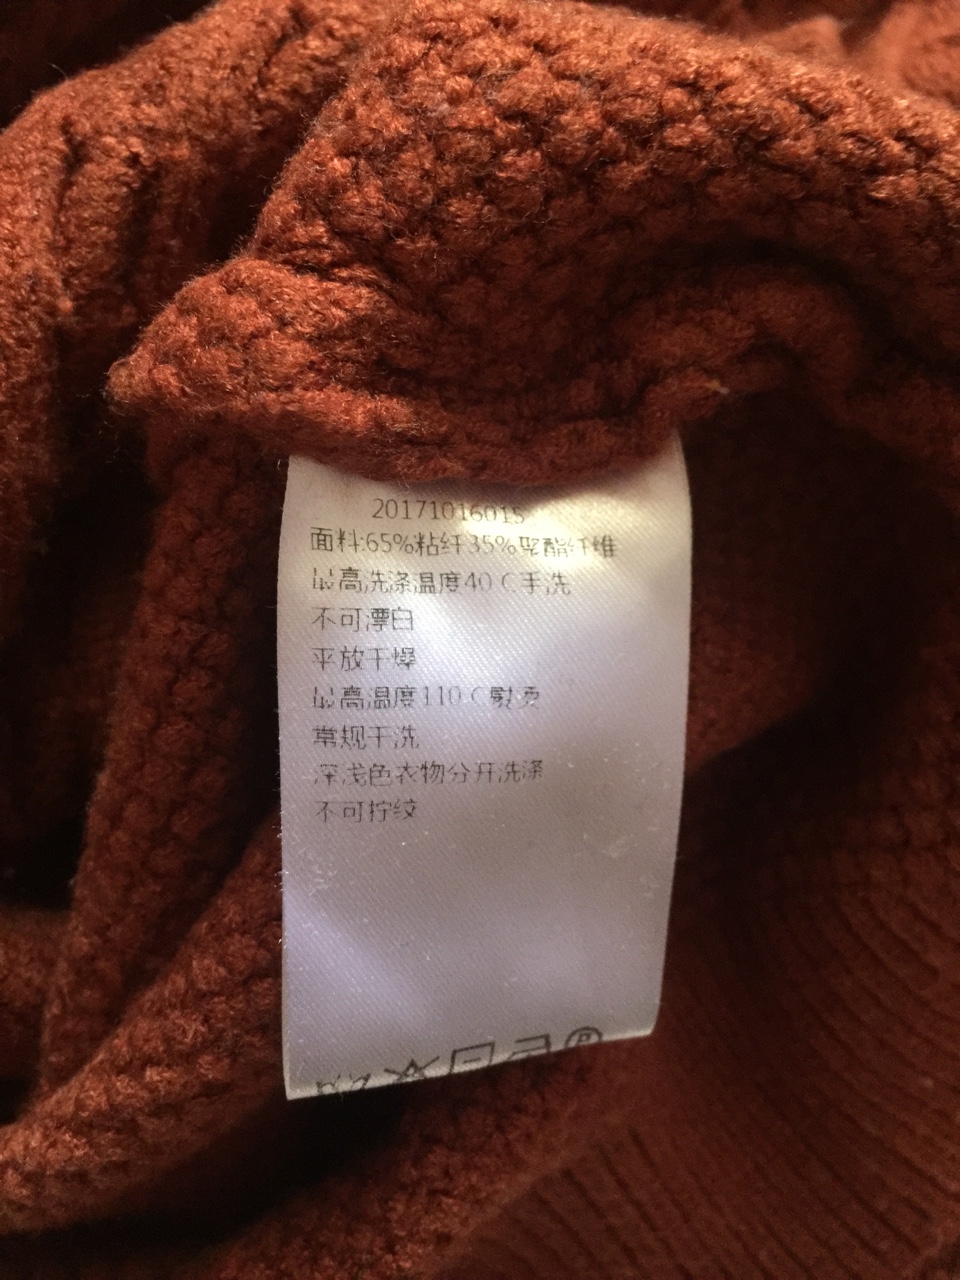 20171016015
面料:65%粘纤35%聚酯纤维
最高洗涤温度40 C手洗
不可漂白
平放干燥
最高温度110 C熨烫
常规干洗
深浅色衣物分开洗涤
不可拧绞
P